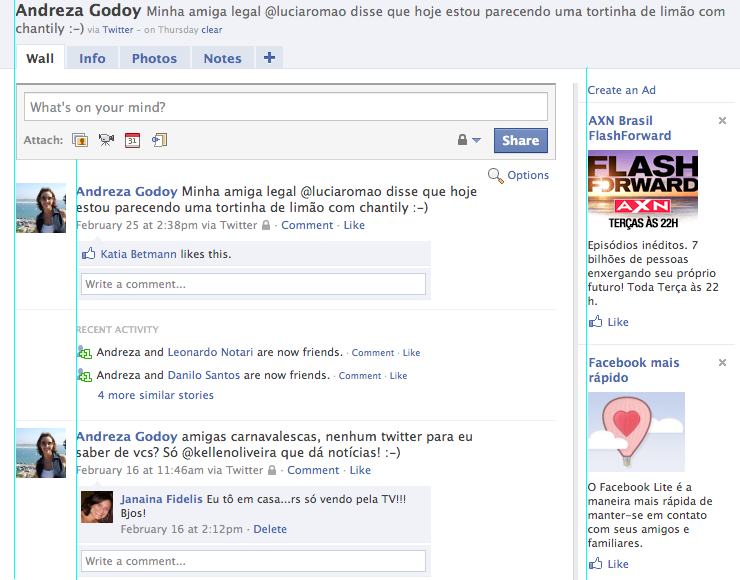 Andreza Godoy Minha amiga legal @luciaromao disse que hoje estou parecendo uma tortinha de limão com
chantily :-) via Twitter - on Thursday clear
Wall Info Photos Notes +
What's on your mind?
Attach: 31 Share
Options
Andreza Godoy Minha amiga legal @luciaromao disse que hoje
estou parecendo uma tortinha de limão com chantily :-)
February 25 at 2:38pm via Twitter · Comment · Like
Katia Betmann likes this.
Write a comment...
RECENT ACTIVITY
Andreza and Leonardo Notari are now friends. · Comment · Like
Andreza and Danilo Santos are now friends. · Comment · Like
4 more similar stories
Andreza Godoy amigas carnavalescas, nenhum twitter para eu
saber de vcs? Só @kellenoliveira que dá notícias! :-)
February 16 at 11:46am via Twitter · Comment · Like
Janaina Fidelis Eu tô em casa...rs só vendo pela TV!!!
Bjos!
February 16 at 2:12pm · Delete
Write a comment...
Create an Ad
AXN Brasil
FlashForward
FLASH
FORWARD
AXN
TERÇAS ÀS 22H
Episódios inéditos. 7
bilhões de pessoas
enxergando seu próprio
futuro! Toda Terça às 22
h.
Like
Facebook mais
rápido
O Facebook Lite é a
maneira mais rápida de
manter-se em contato
com seus amigos e
familiares.
Like